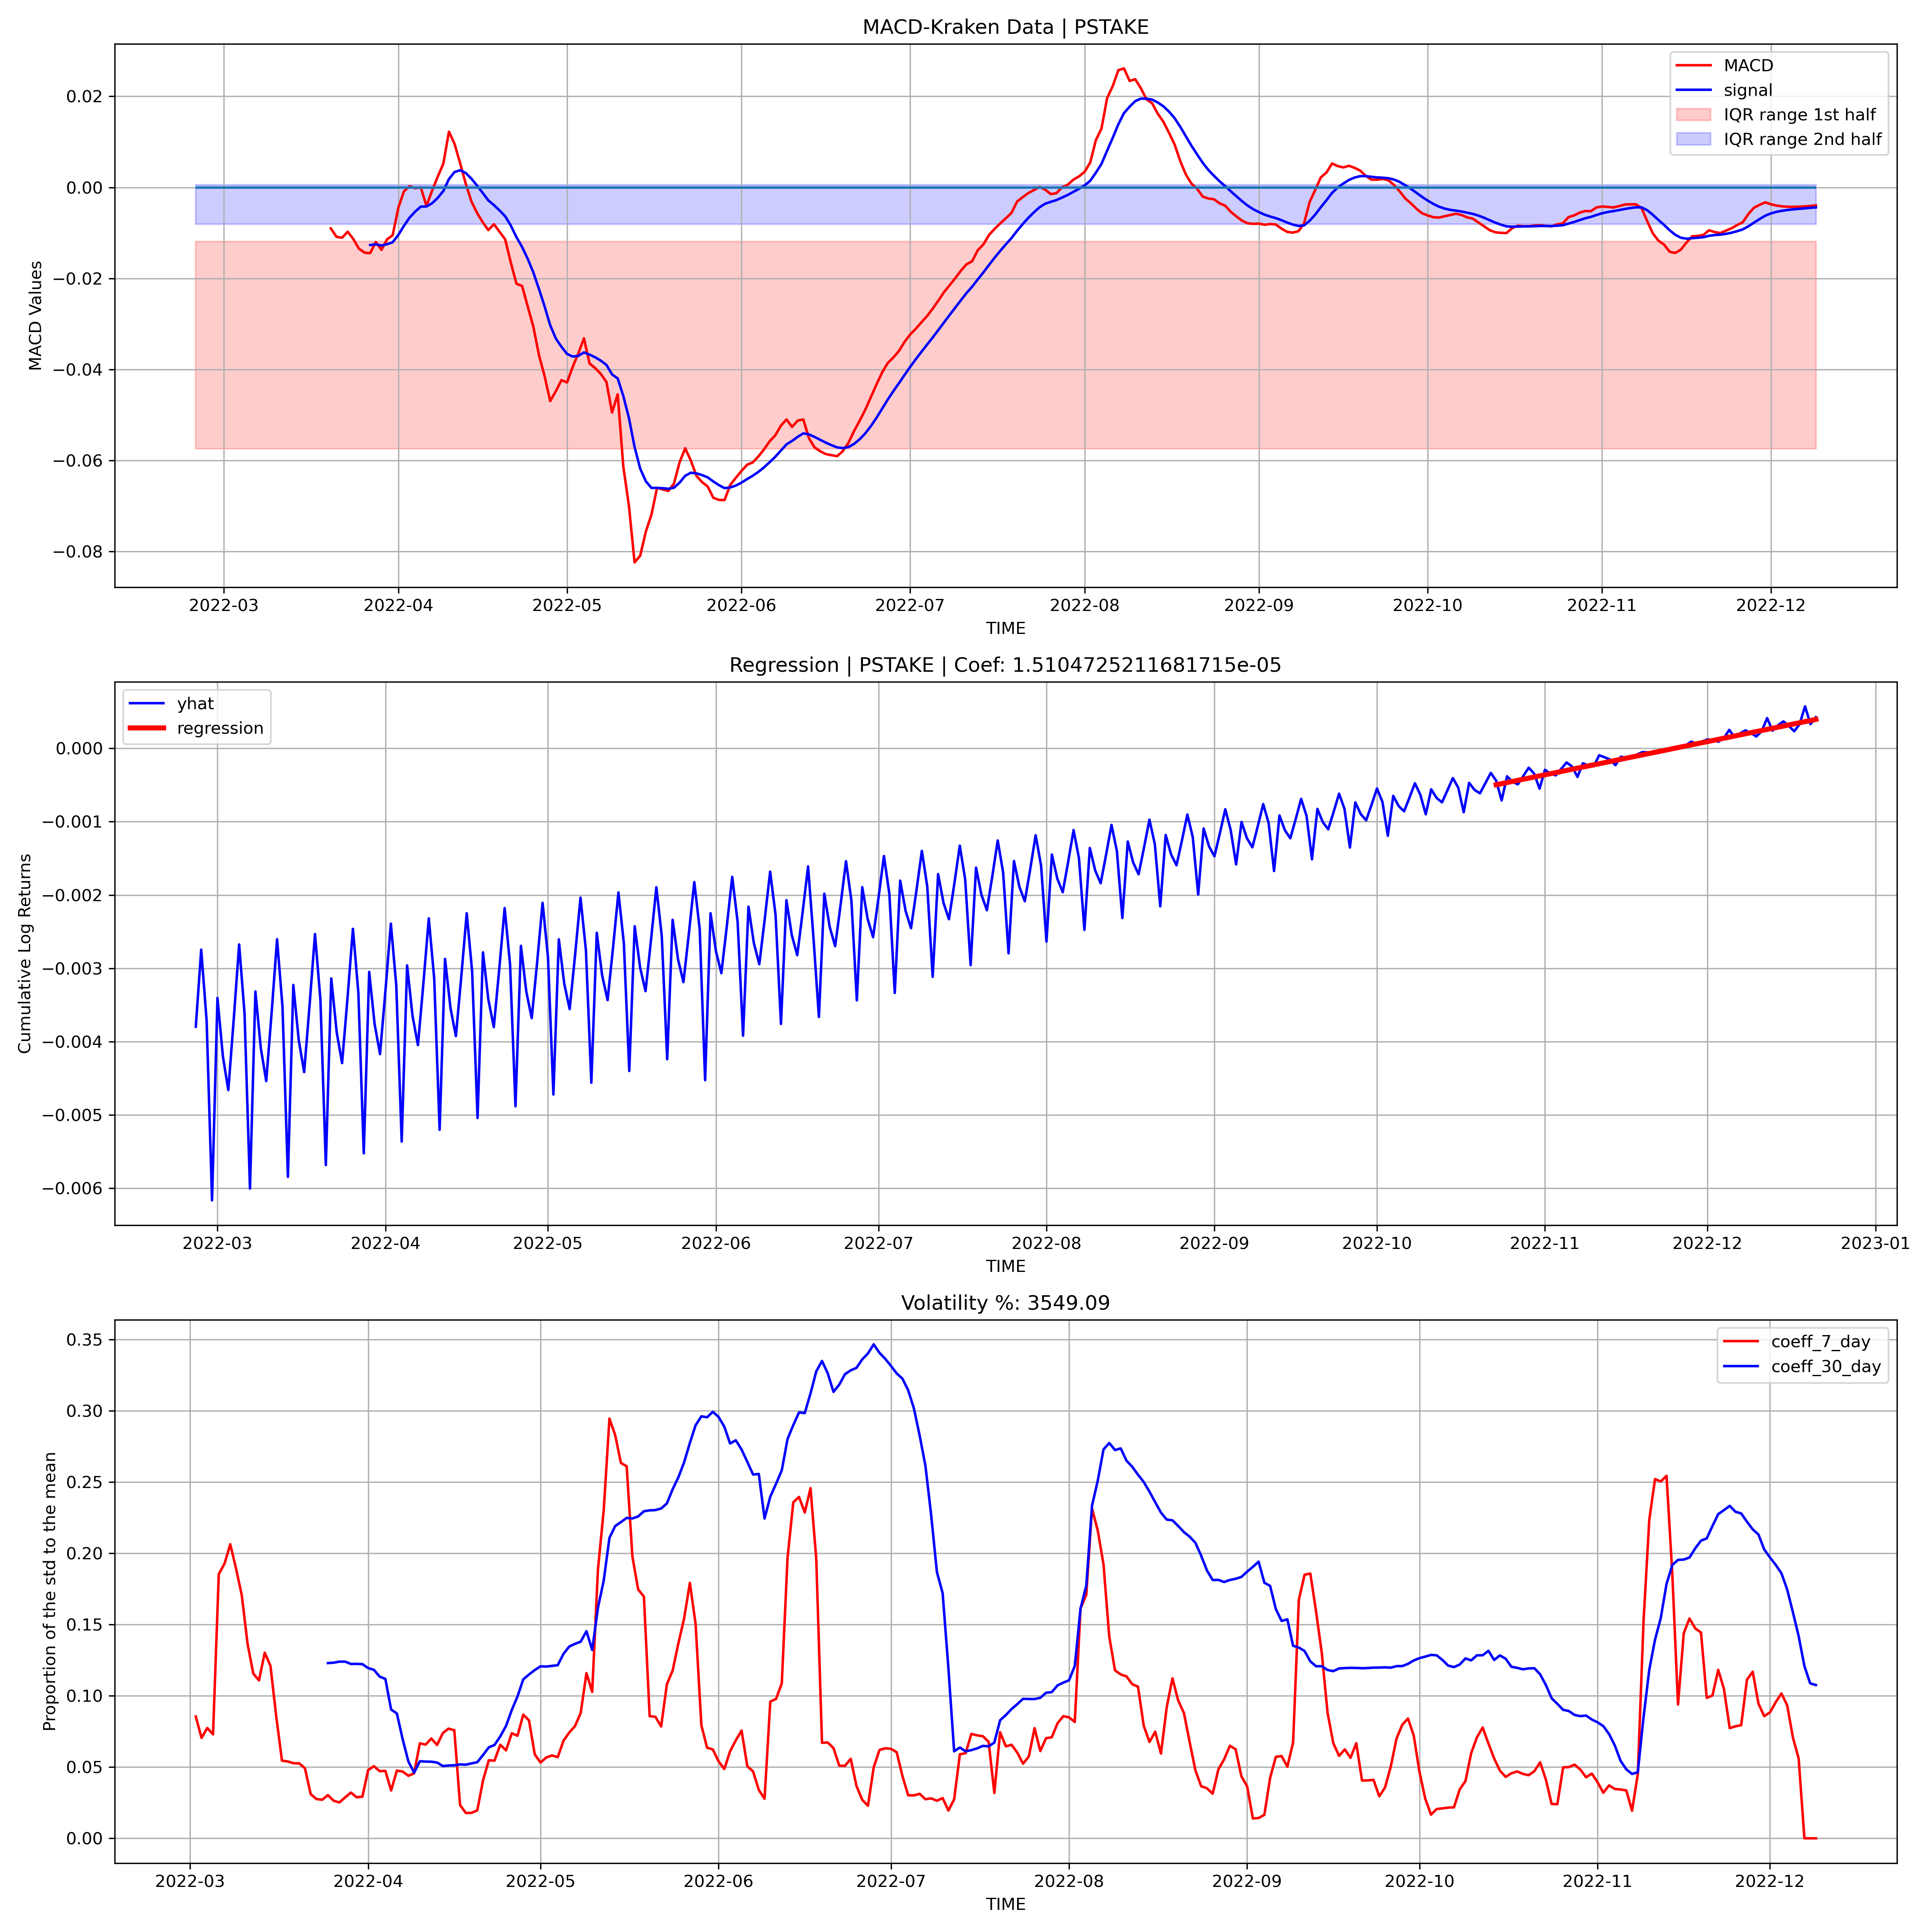 MACD-Kraken Data | PSTAKE
MACD
signal
IQR range 1st half
IQR range 2nd half
0.02
0.00
−0.02
−0.04
−0.06
−0.08
MACD Values
2022-03 2022-04 2022-05 2022-06 2022-07 2022-08 2022-09 2022-10 2022-11 2022-12
TIME
Regression | PSTAKE | Coef: 1.5104725211681715e-05
yhat
regression
0.000
−0.001
−0.002
−0.003
−0.004
−0.005
−0.006
Cumulative Log Returns
2022-03 2022-04 2022-05 2022-06 2022-07 2022-08 2022-09 2022-10 2022-11 2022-12 2023-01
TIME
Volatility %: 3549.09
coeff_7_day
coeff_30_day
0.35
0.30
0.25
0.20
0.15
0.10
0.05
0.00
Proportion of the std to the mean
2022-03 2022-04 2022-05 2022-06 2022-07 2022-08 2022-09 2022-10 2022-11 2022-12
TIME